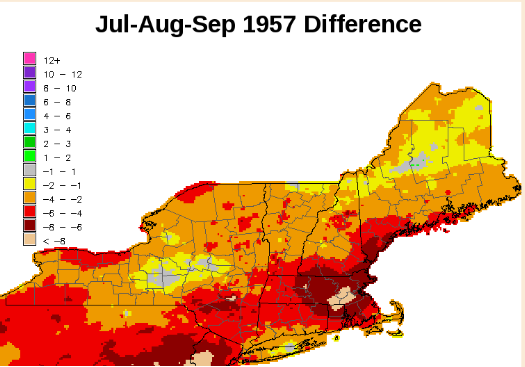 Jul-Aug-Sep 1957 Difference
12+
10 - 12
8 - 10
6 - 8
4 - 6
3 - 4
2 - 3
1 - 2
-1 - 1
-2 - -1
-4 - -2
-6 - -4
-8 - -6
< -8